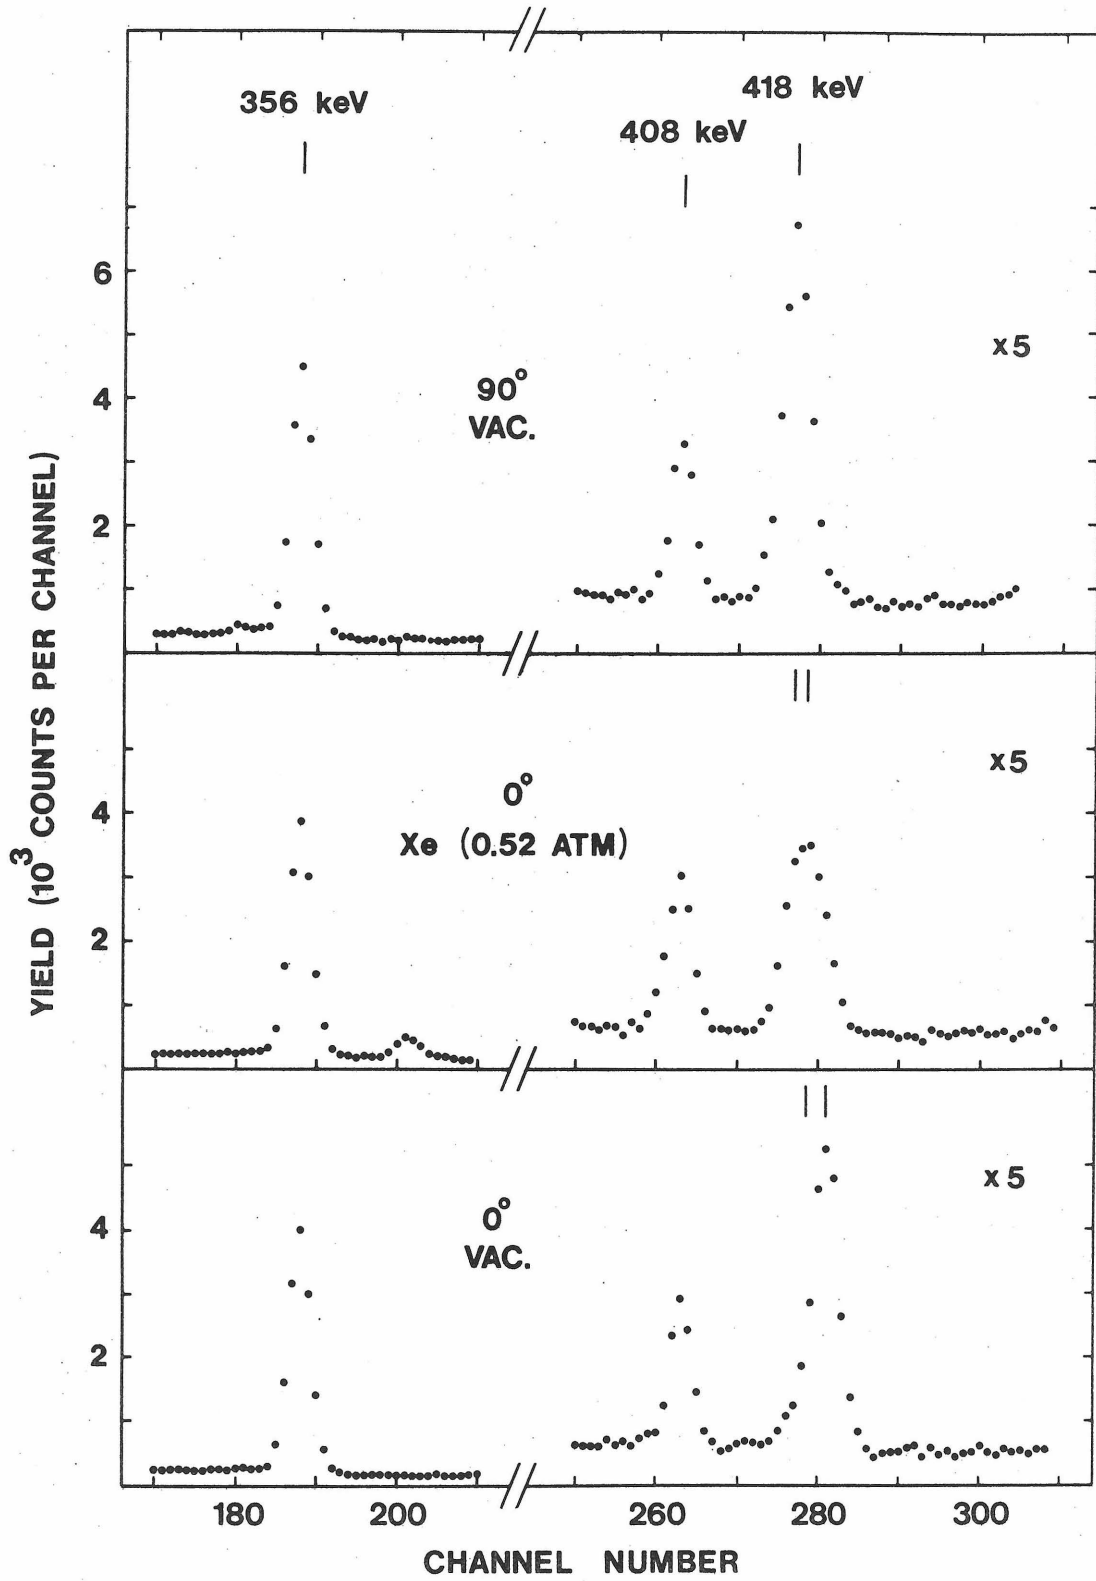 418 keV
356 keV
408 keV
6
x5
4
90°
VAC.
2
YIELD (10³ COUNTS PER CHANNEL)
x5
0°
4
Xe (0.52 ATM)
2
x5
0°
4
VAC.
2
180 200 260 280 300
CHANNEL NUMBER